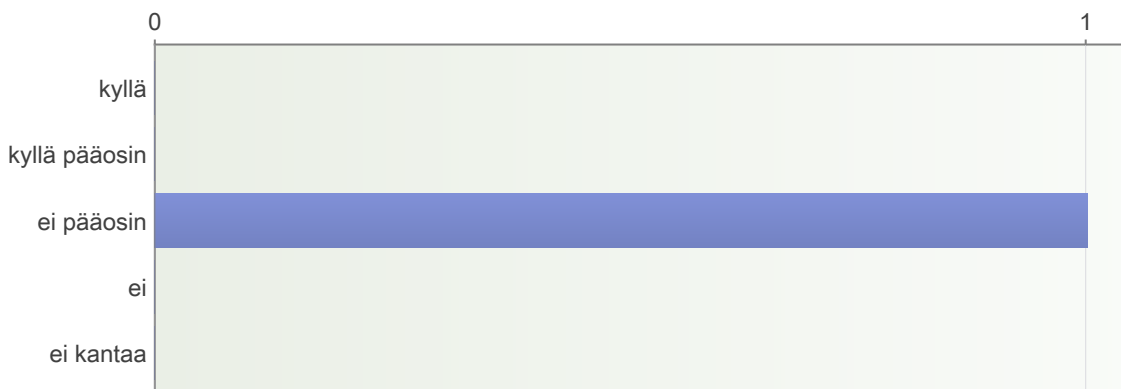 0 1
kyllä
kyllä pääosin
ei pääosin
ei
ei kantaa